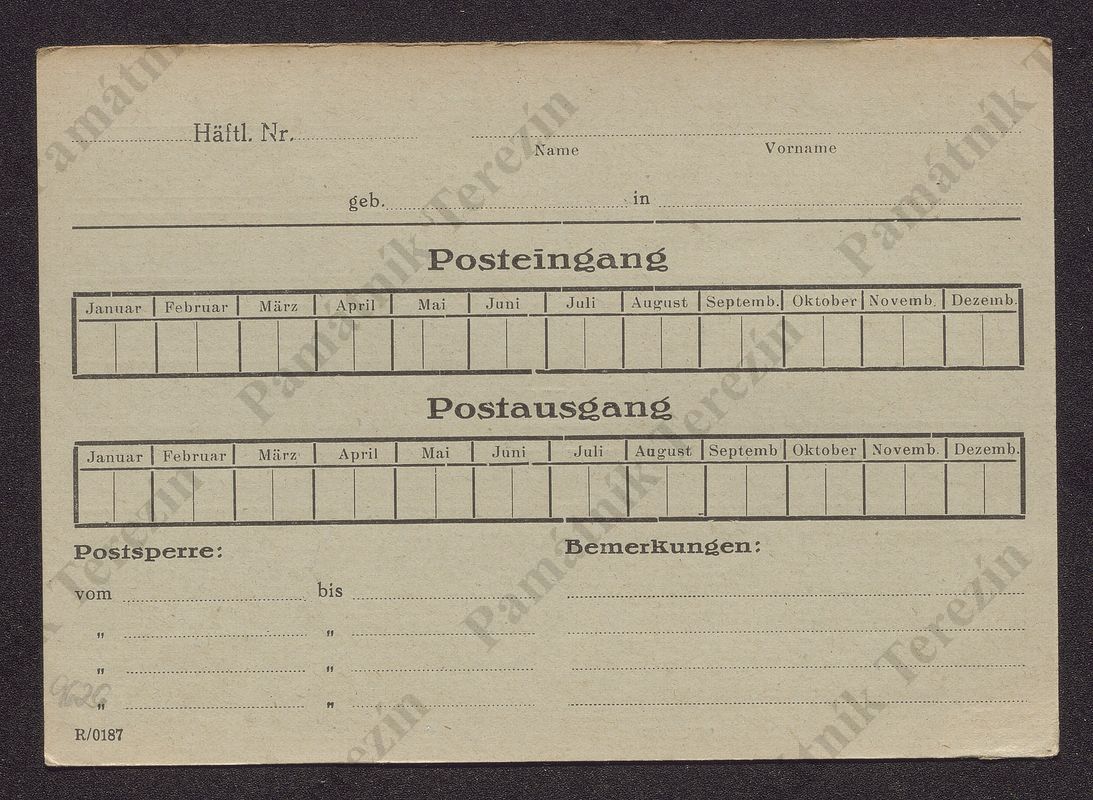 Häftl. Nr.
Name Vorname
geb. in
Posteingang
Januar Februar März April Mai Juni Juli August Septemb. Oktober Novemb. Dezemb.
Postausgang
Januar Februar März April Mai Juni Juli August Septemb Oktober Novemb. Dezemb.
Postsperre: Bemerkungen:
vom bis
„ „
„ „
„ „
R/0187
Památník Terezín